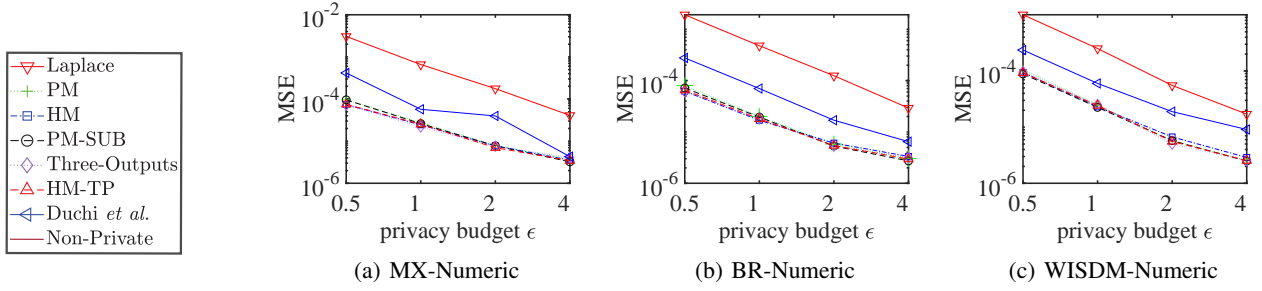 Laplace
PM
HM
PM-SUB
Three-Outputs
HM-TP
Duchi et al.
Non-Private
MSE
10^-2
10^-4
10^-6
0.5 1 2 4
privacy budget ϵ
(a) MX-Numeric
MSE
10^-4
10^-6
0.5 1 2 4
privacy budget ϵ
(b) BR-Numeric
MSE
10^-4
10^-6
0.5 1 2 4
privacy budget ϵ
(c) WISDM-Numeric